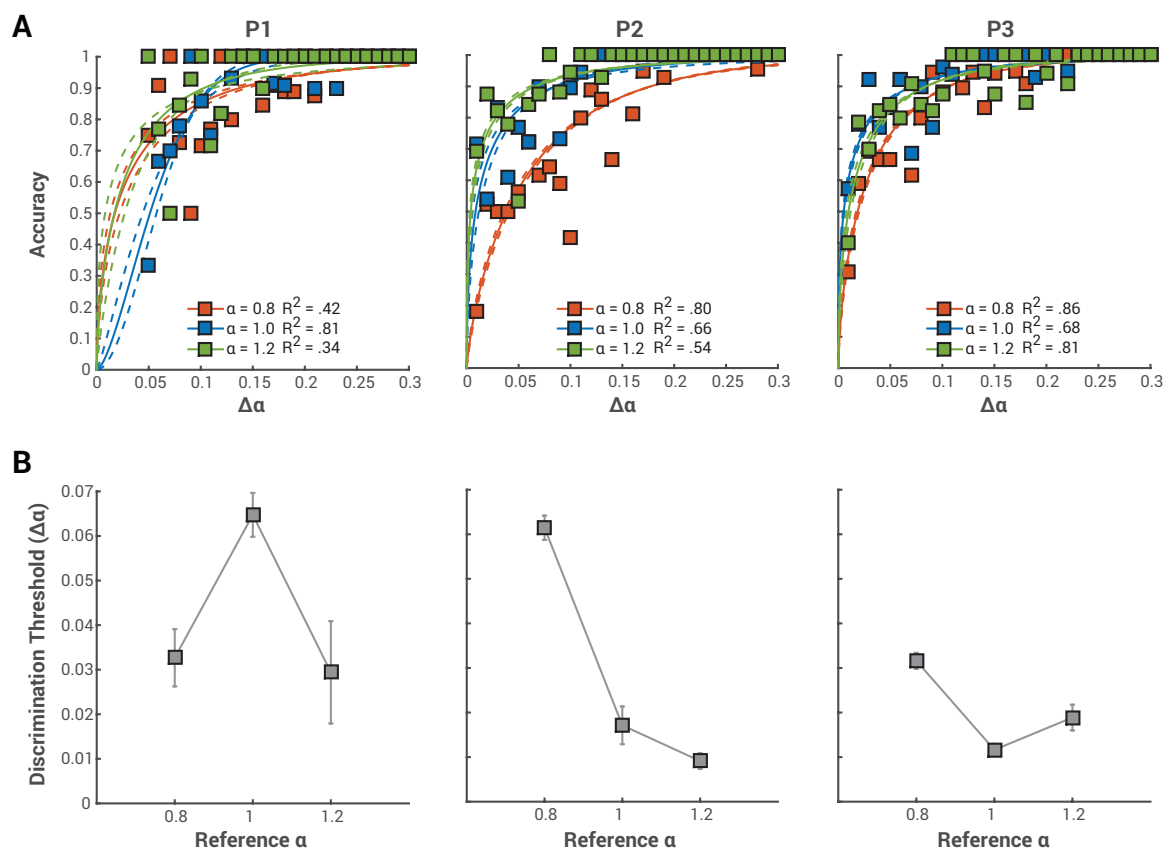 A
P1
P2
P3
Accuracy
1
0.9
0.8
0.7
0.6
0.5
0.4
0.3
0.2
0.1
0
α = 0.8 R² = .42
α = 1.0 R² = .81
α = 1.2 R² = .34
0 0.05 0.1 0.15 0.2 0.25 0.3
Δα
α = 0.8 R² = .80
α = 1.0 R² = .66
α = 1.2 R² = .54
0 0.05 0.1 0.15 0.2 0.25 0.3
Δα
α = 0.8 R² = .86
α = 1.0 R² = .68
α = 1.2 R² = .81
0 0.05 0.1 0.15 0.2 0.25 0.3
Δα
B
Discrimination Threshold (Δα)
0.07
0.06
0.05
0.04
0.03
0.02
0.01
0
0.8 1 1.2
Reference α
0.8 1 1.2
Reference α
0.8 1 1.2
Reference α